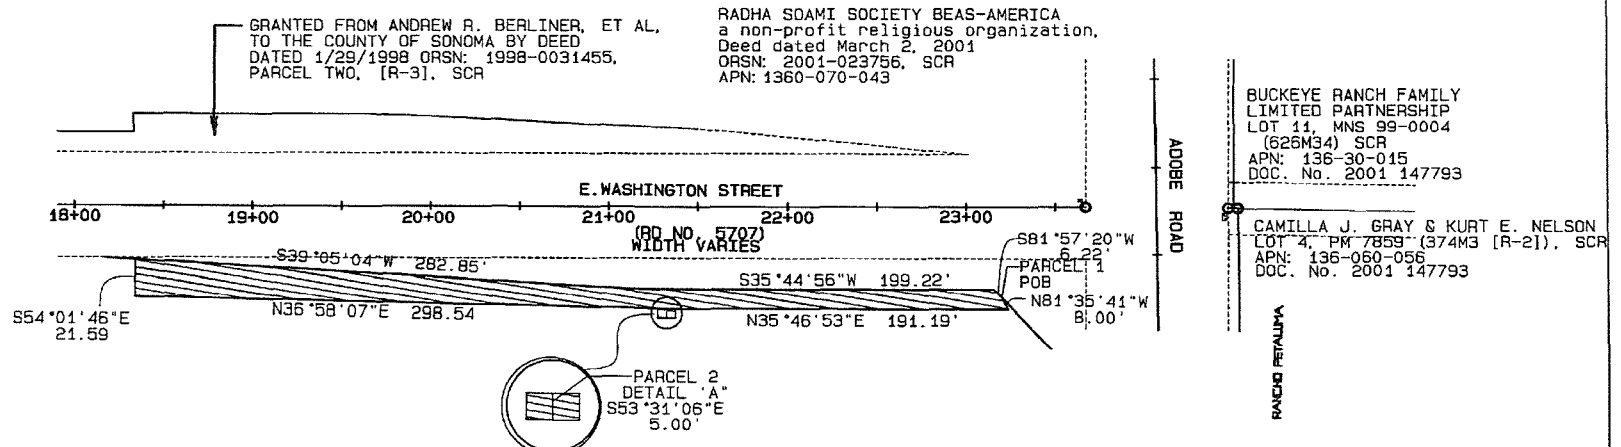 GRANTED FROM ANDREW R. BERLINER, ET AL,
TO THE COUNTY OF SONOMA BY DEED
DATED 1/29/1998 ORSN: 1998-0031455,
PARCEL TWO, [R-3], SCR
RADHA SOAMI SOCIETY BEAS-AMERICA
a non-profit religious organization,
Deed dated March 2, 2001
ORSN: 2001-023756, SCR
APN: 1360-070-043
BUCKEYE RANCH FAMILY
LIMITED PARTNERSHIP
LOT 11, MNS 99-0004
(626M34) SCR
APN: 136-30-015
DOC. No. 2001 147793
ADOBE ROAD
E. WASHINGTON STREET
18+00 19+00 20+00 21+00 22+00 23+00
(RD NO. 5707)
WIDTH VARIES
CAMILLA J. GRAY & KURT E. NELSON
LOT 4, PM 7859 (374M3 [R-2]), SCR
APN: 136-060-056
DOC. No. 2001 147793
S39°05'04"W 282.85'
S81°57'20"W
6.22'
PARCEL 1
POB
S35°44'56"W 199.22'
N81°35'41"W
8.00'
S54°01'46"E
21.59
N36°58'07"E 298.54
N35°46'53"E 191.19'
RANCHO PETALUMA
PARCEL 2
DETAIL 'A"
S53°31'06"E
5.00'